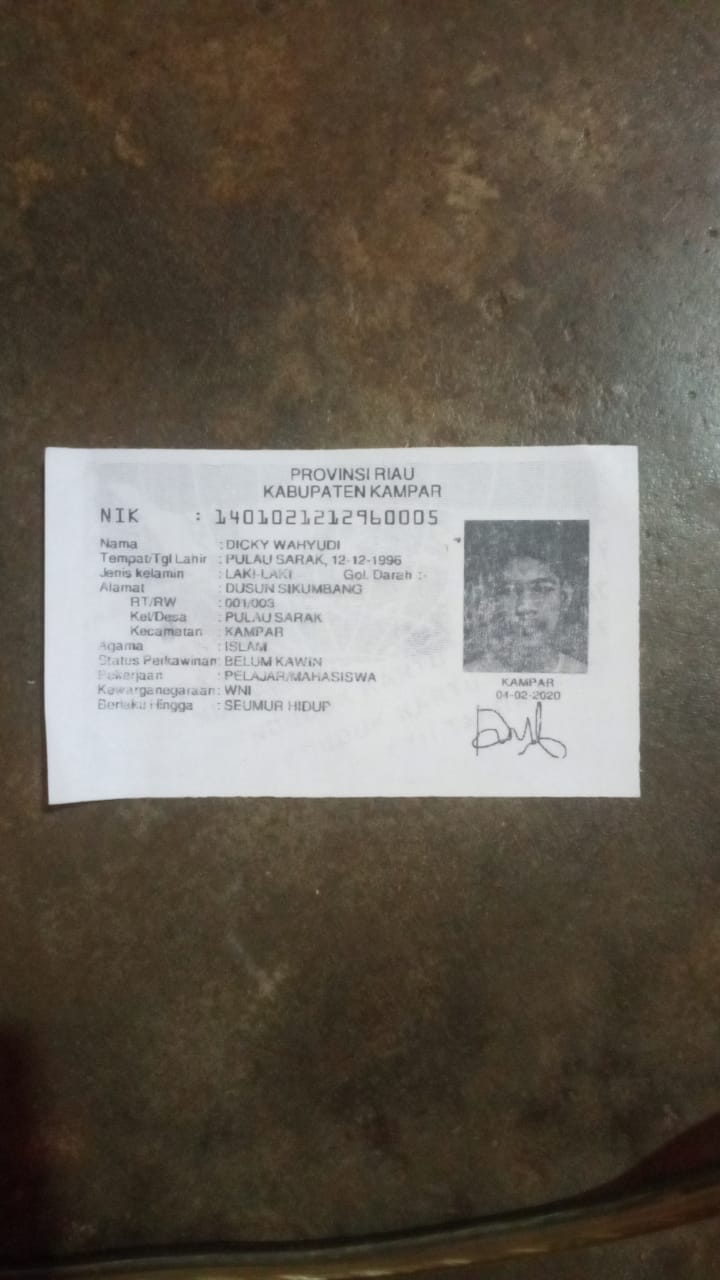 PROVINSI RIAU
KABUPATEN KAMPAR
NIK : 1401021212960005
Nama : DICKY WAHYUDI
Tempat/Tgl Lahir : PULAU SARAK, 12-12-1996
Jenis kelamin : LAKI-LAKI Gol. Darah :-
Alamat : DUSUN SIKUMBANG
RT/RW : 001/003
Kel/Desa : PULAU SARAK
Kecamatan : KAMPAR
Agama : ISLAM
Status Perkawinan: BELUM KAWIN
Pekerjaan : PELAJAR/MAHASISWA
Kewarganegaraan: WNI
Berlaku Hingga : SEUMUR HIDUP
KAMPAR
04-02-2020